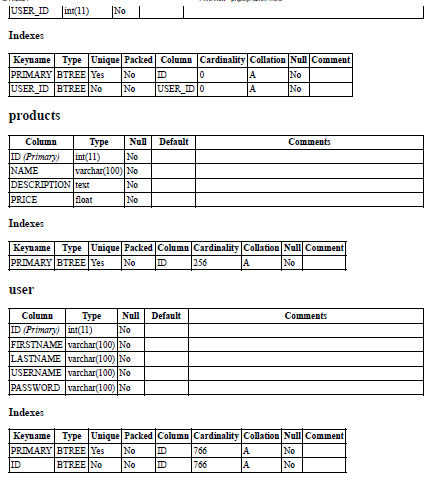 USER_ID int(11) No
Indexes
Keyname Type Unique Packed Column Cardinality Collation Null Comment
PRIMARY BTREE Yes No ID 0 A No
USER_ID BTREE No No USER_ID 0 A No
products
Column Type Null Default Comments
ID (Primary) int(11) No
NAME varchar(100) No
DESCRIPTION text No
PRICE float No
Indexes
Keyname Type Unique Packed Column Cardinality Collation Null Comment
PRIMARY BTREE Yes No ID 256 A No
user
Column Type Null Default Comments
ID (Primary) int(11) No
FIRSTNAME varchar(100) No
LASTNAME varchar(100) No
USERNAME varchar(100) No
PASSWORD varchar(100) No
Indexes
Keyname Type Unique Packed Column Cardinality Collation Null Comment
PRIMARY BTREE Yes No ID 766 A No
ID BTREE No No ID 766 A No